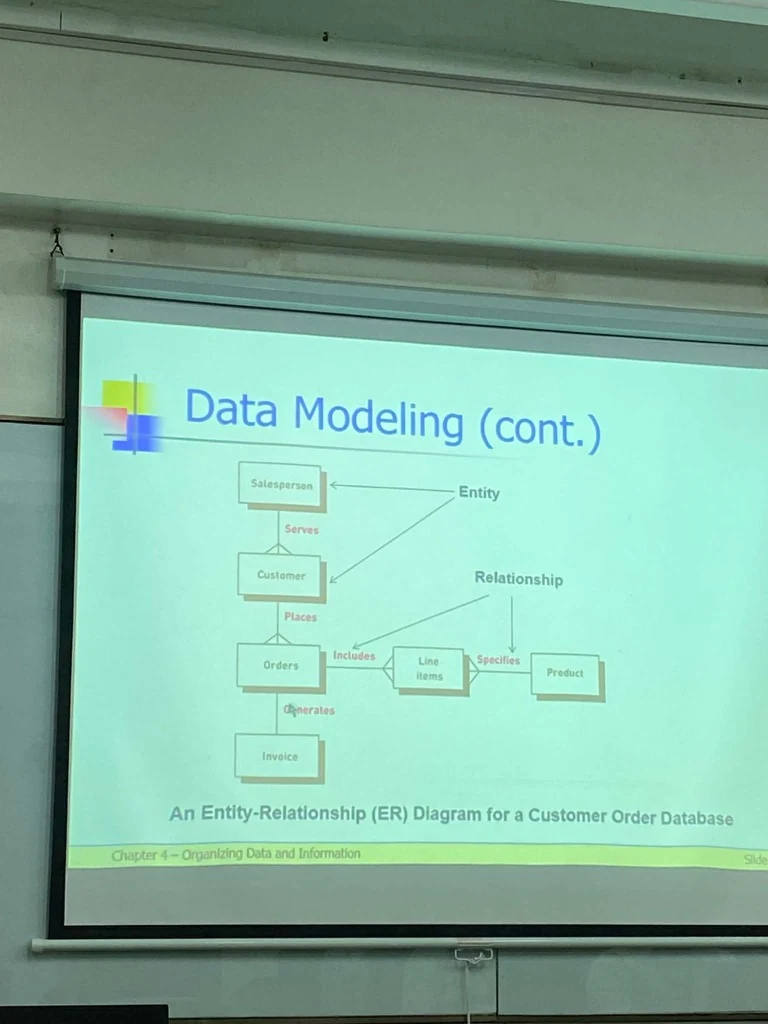 Data Modeling (cont.)
Salesperson
Entity
Serves
Customer
Relationship
Places
Orders
Includes
Line
items
Specifies
Product
Generates
Invoice
An Entity-Relationship (ER) Diagram for a Customer Order Database
Chapter 4 – Organizing Data and Information
Slide